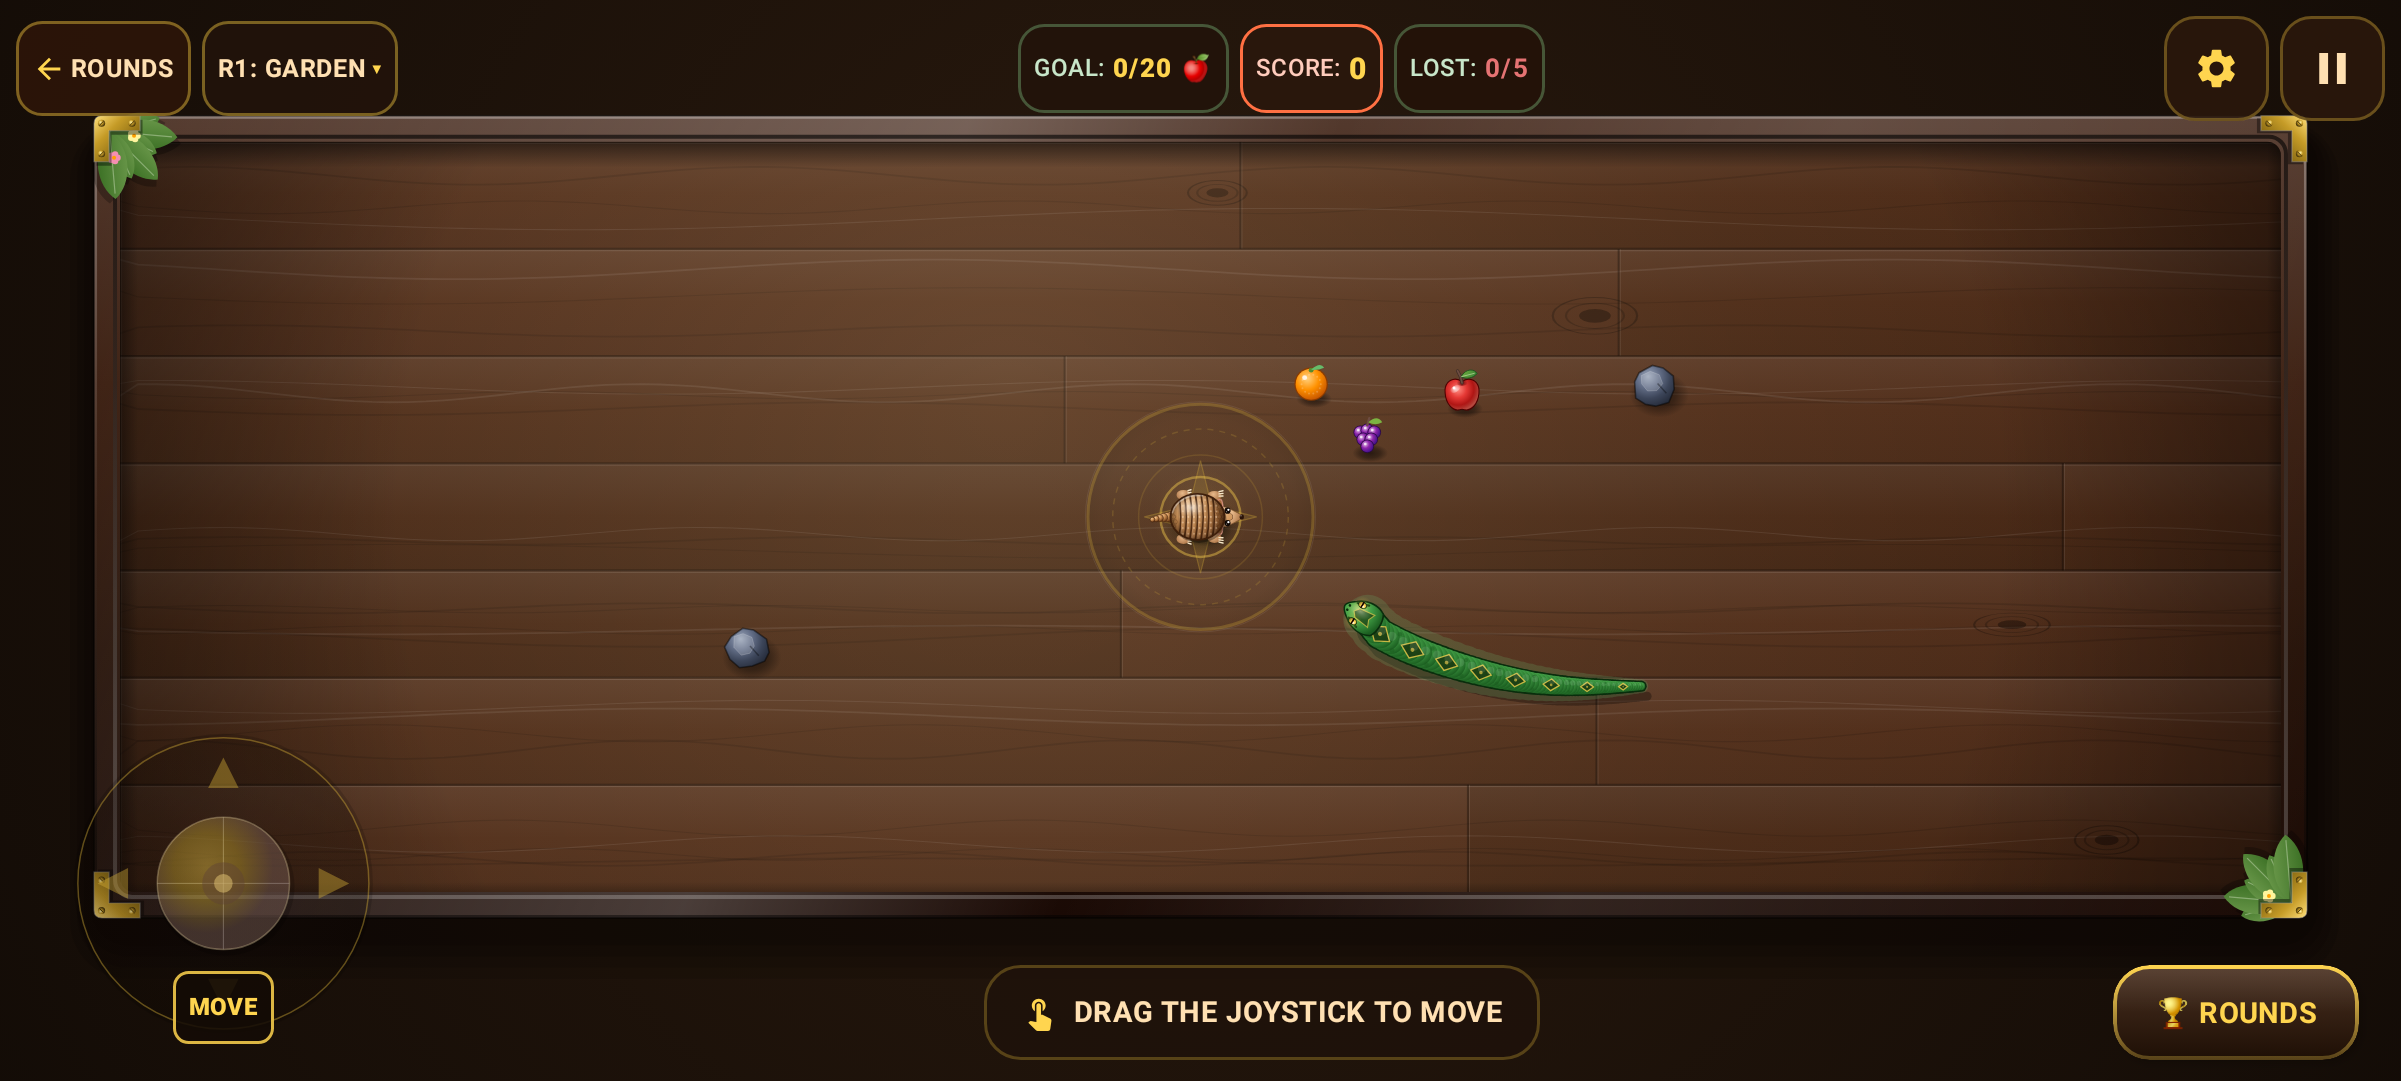 ROUNDS
R1: GARDEN ▾
GOAL: 0/20
SCORE: 0
LOST: 0/5
MOVE
DRAG THE JOYSTICK TO MOVE
ROUNDS